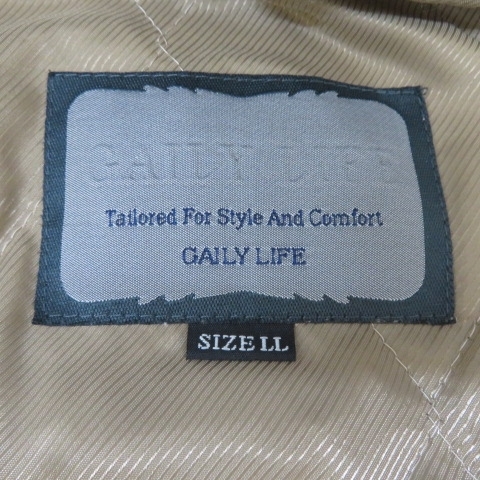 GAILY LIFE
Tailored For Style And Comfort
GAILY LIFE
SIZE LL